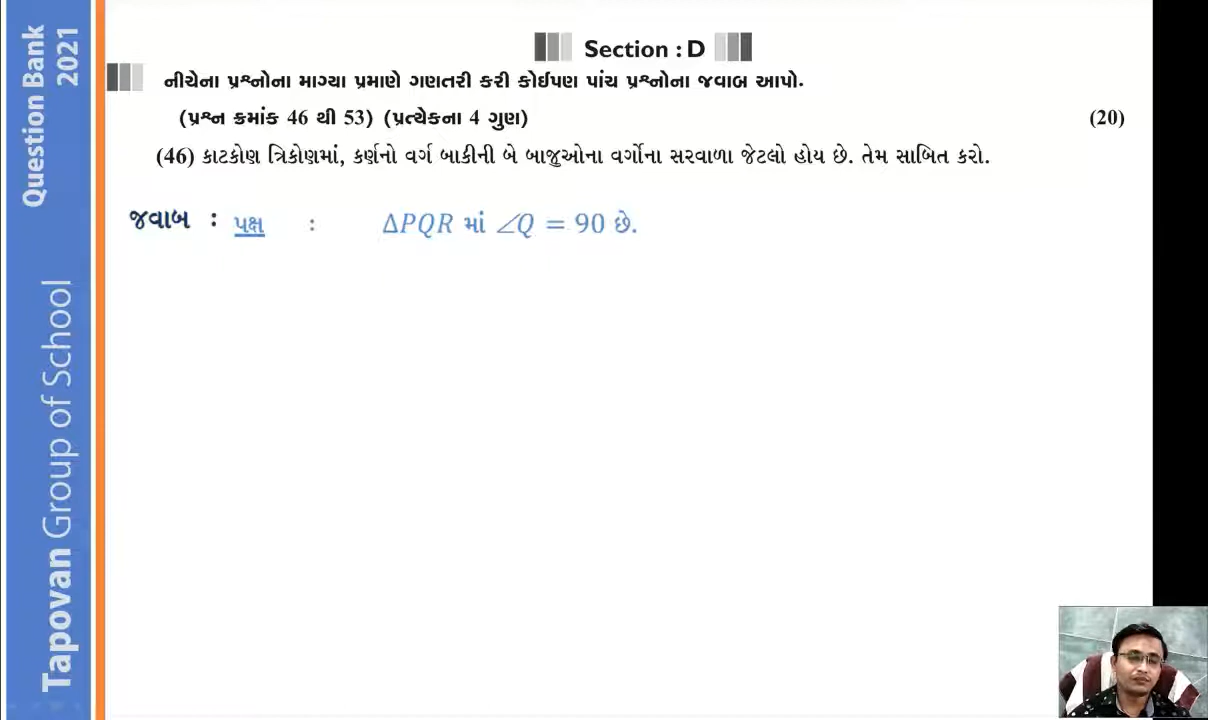 Question Bank
2021
Tapovan Group of School
Section : D
નીચેના પ્રશ્નોના માગ્યા પ્રમાણે ગણતરી કરી કોઈપણ પાંચ પ્રશ્નોના જવાબ આપો.
(પ્રશ્ન ક્રમાંક 46 થી 53) (પ્રત્યેકના 4 ગુણ) (20)
(46) કાટકોણ ત્રિકોણમાં, કર્ણનો વર્ગ બાકીની બે બાજુઓના વર્ગોના સરવાળા જેટલો હોય છે. તેમ સાબિત કરો.
જવાબ : પક્ષ : ΔPQR માં ∠Q = 90 છે.